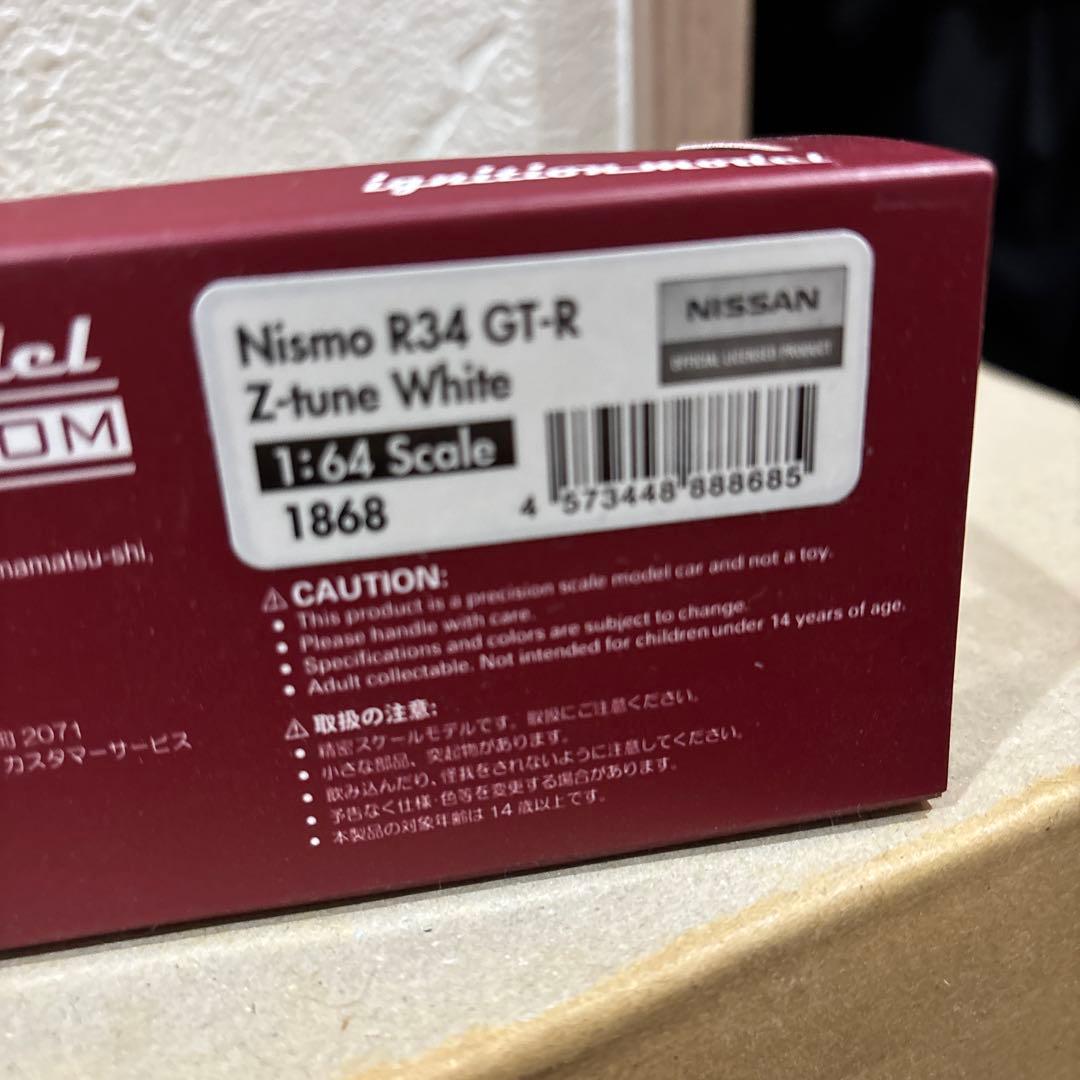 ignition model
del
OM
Nismo R34 GT-R
Z-tune White
1:64 Scale
1868
NISSAN
OFFICIAL LICENSED PRODUCT
4 573448 888685
namatsu-shi,
⚠ CAUTION:
• This product is a precision scale model car and not a toy.
• Please handle with care.
• Specifications and colors are subject to change.
• Adult collectable. Not intended for children under 14 years of age.
2071
カスタマーサービス
⚠ 取扱の注意:
• 精密スケールモデルです。取扱にご注意ください。
• 小さな部品、突起物があります。
• 飲み込んだり、怪我をされないように注意してください。
• 予告なく仕様・色等を変更する場合があります。
• 本製品の対象年齢は 14 歳以上です。